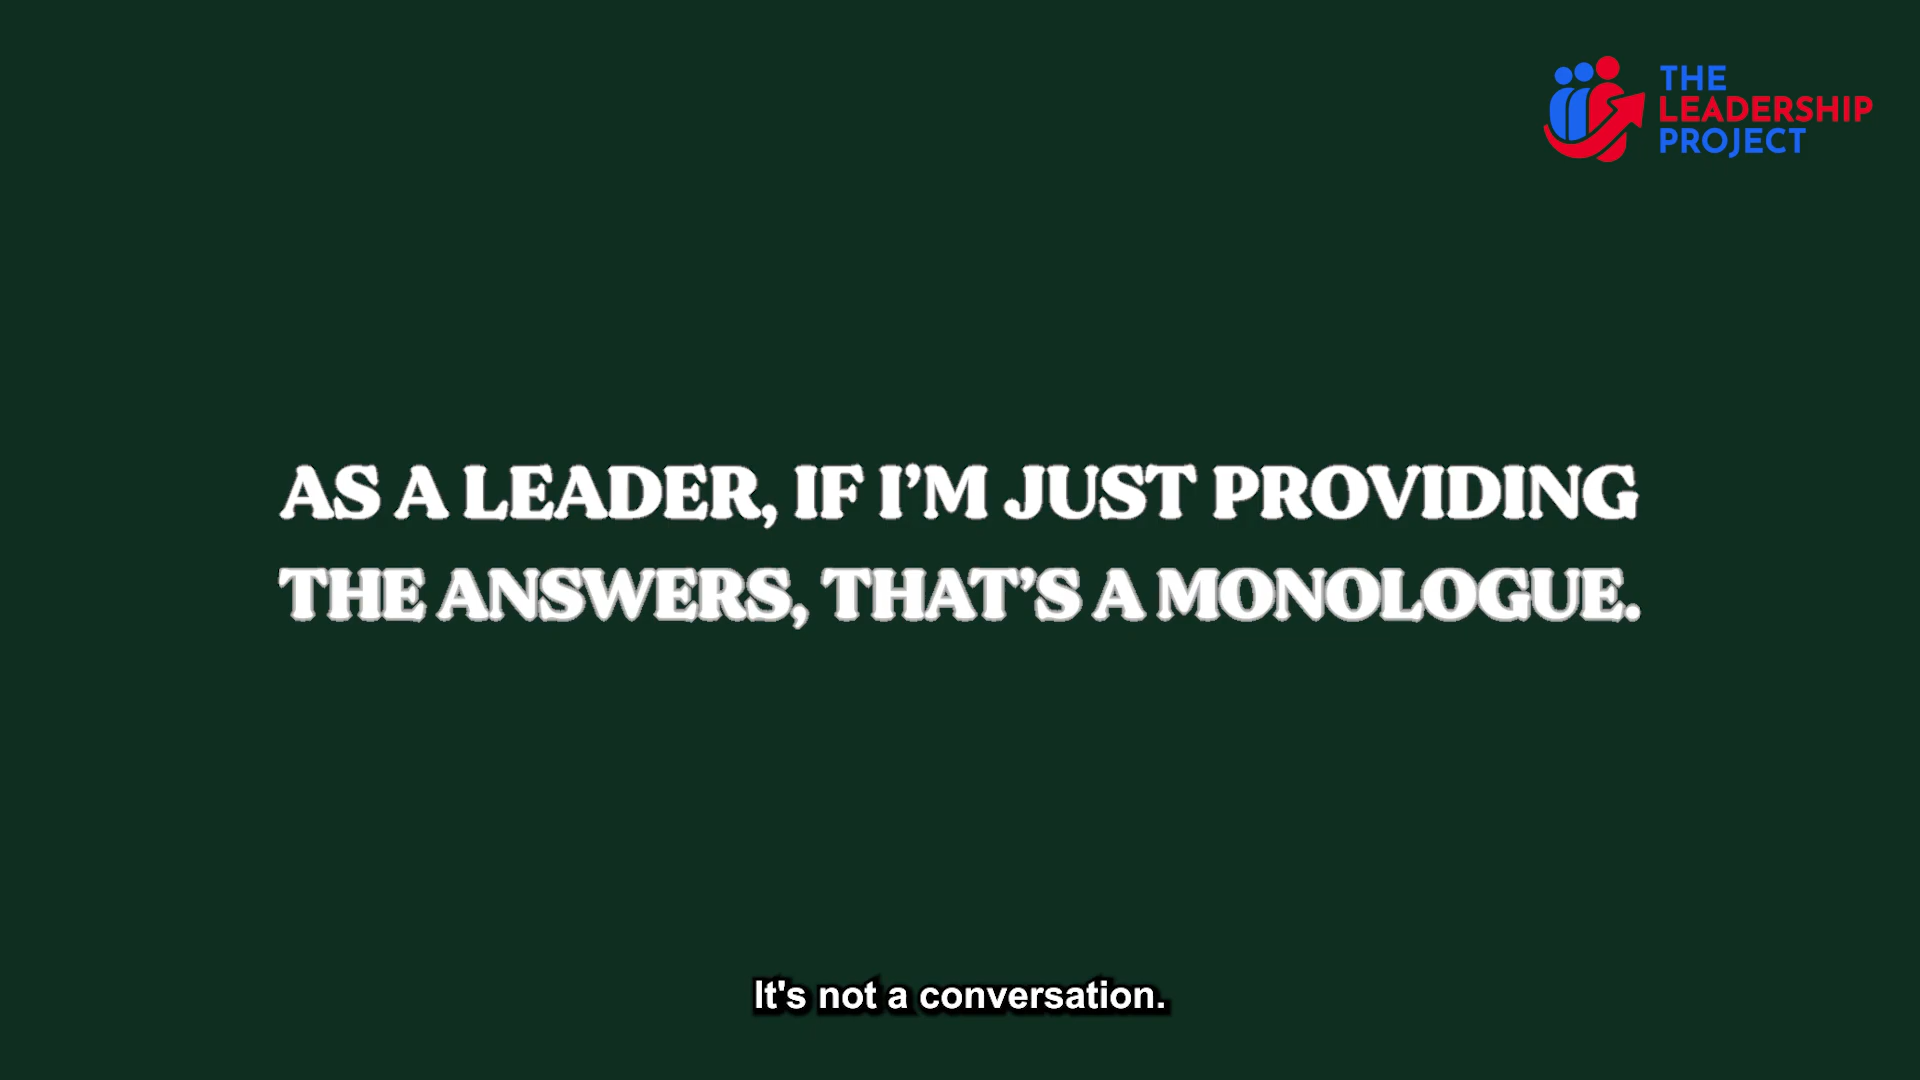 THE
LEADERSHIP
PROJECT
AS A LEADER, IF I’M JUST PROVIDING
THE ANSWERS, THAT’S A MONOLOGUE.
It's not a conversation.